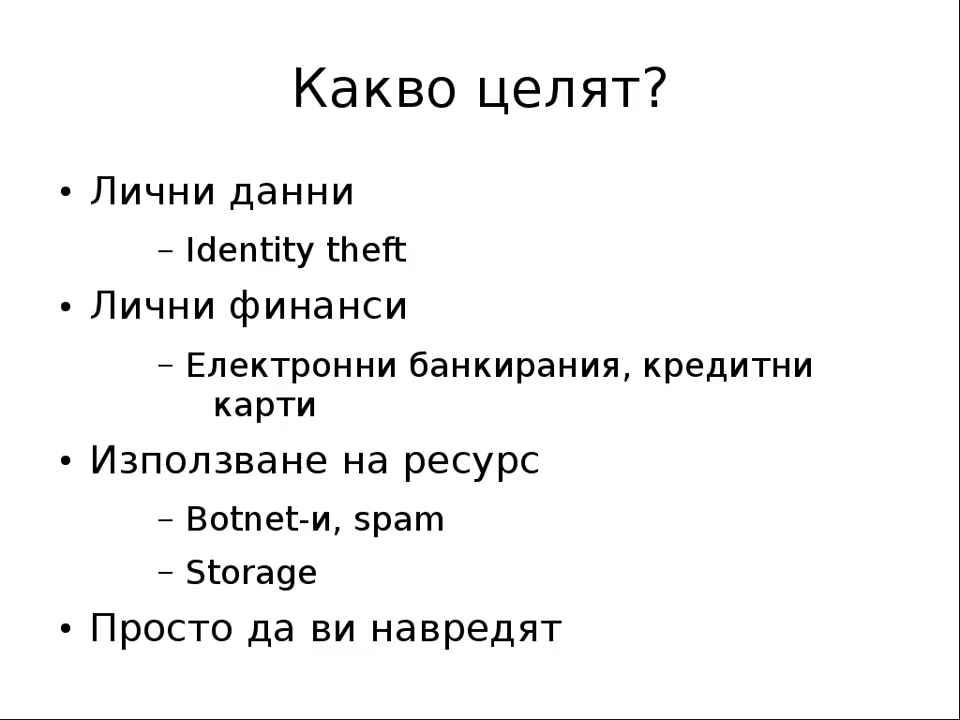 Какво целят?
• Лични данни
– Identity theft
• Лични финанси
– Електронни банкирания, кредитни
карти
• Използване на ресурс
– Botnet-и, spam
– Storage
• Просто да ви навредят